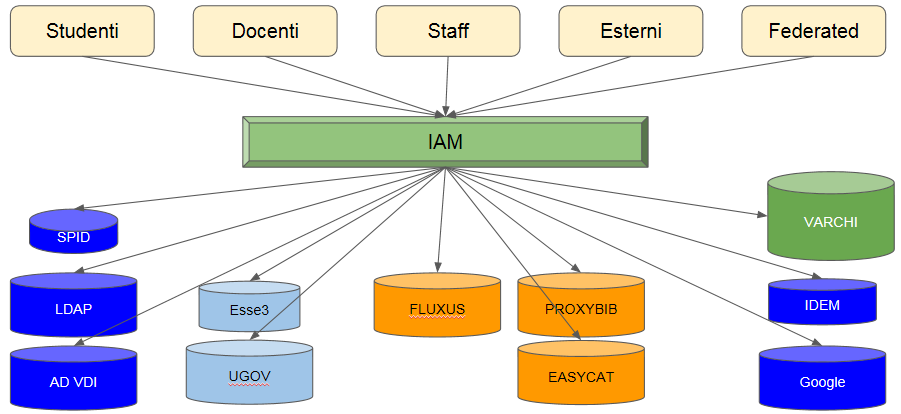 Studenti
Docenti
Staff
Esterni
Federated
IAM
VARCHI
SPID
LDAP
Esse3
FLUXUS
PROXYBIB
IDEM
AD VDI
UGOV
EASYCAT
Google